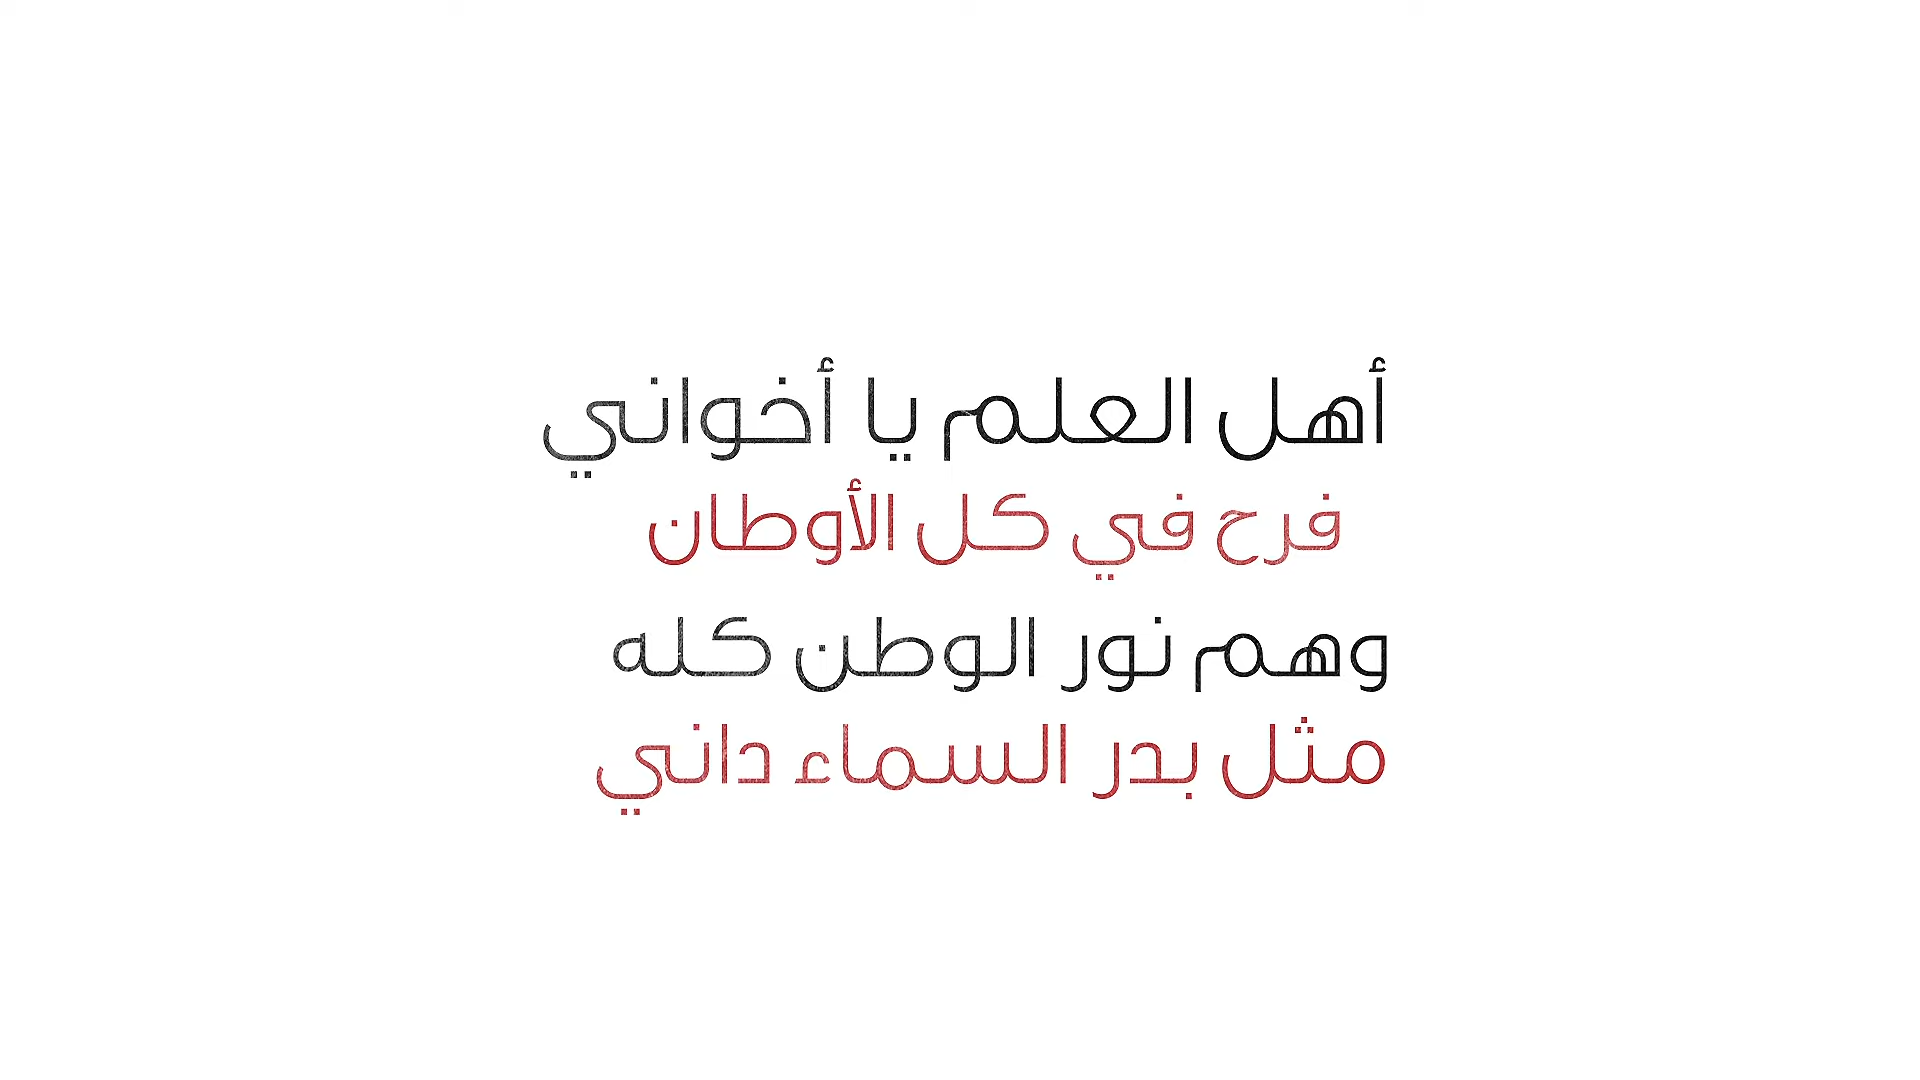 أهل العلم يا أخواني
فرح في كل الأوطان
وهم نور الوطن كله
مثل بدر السماء داني